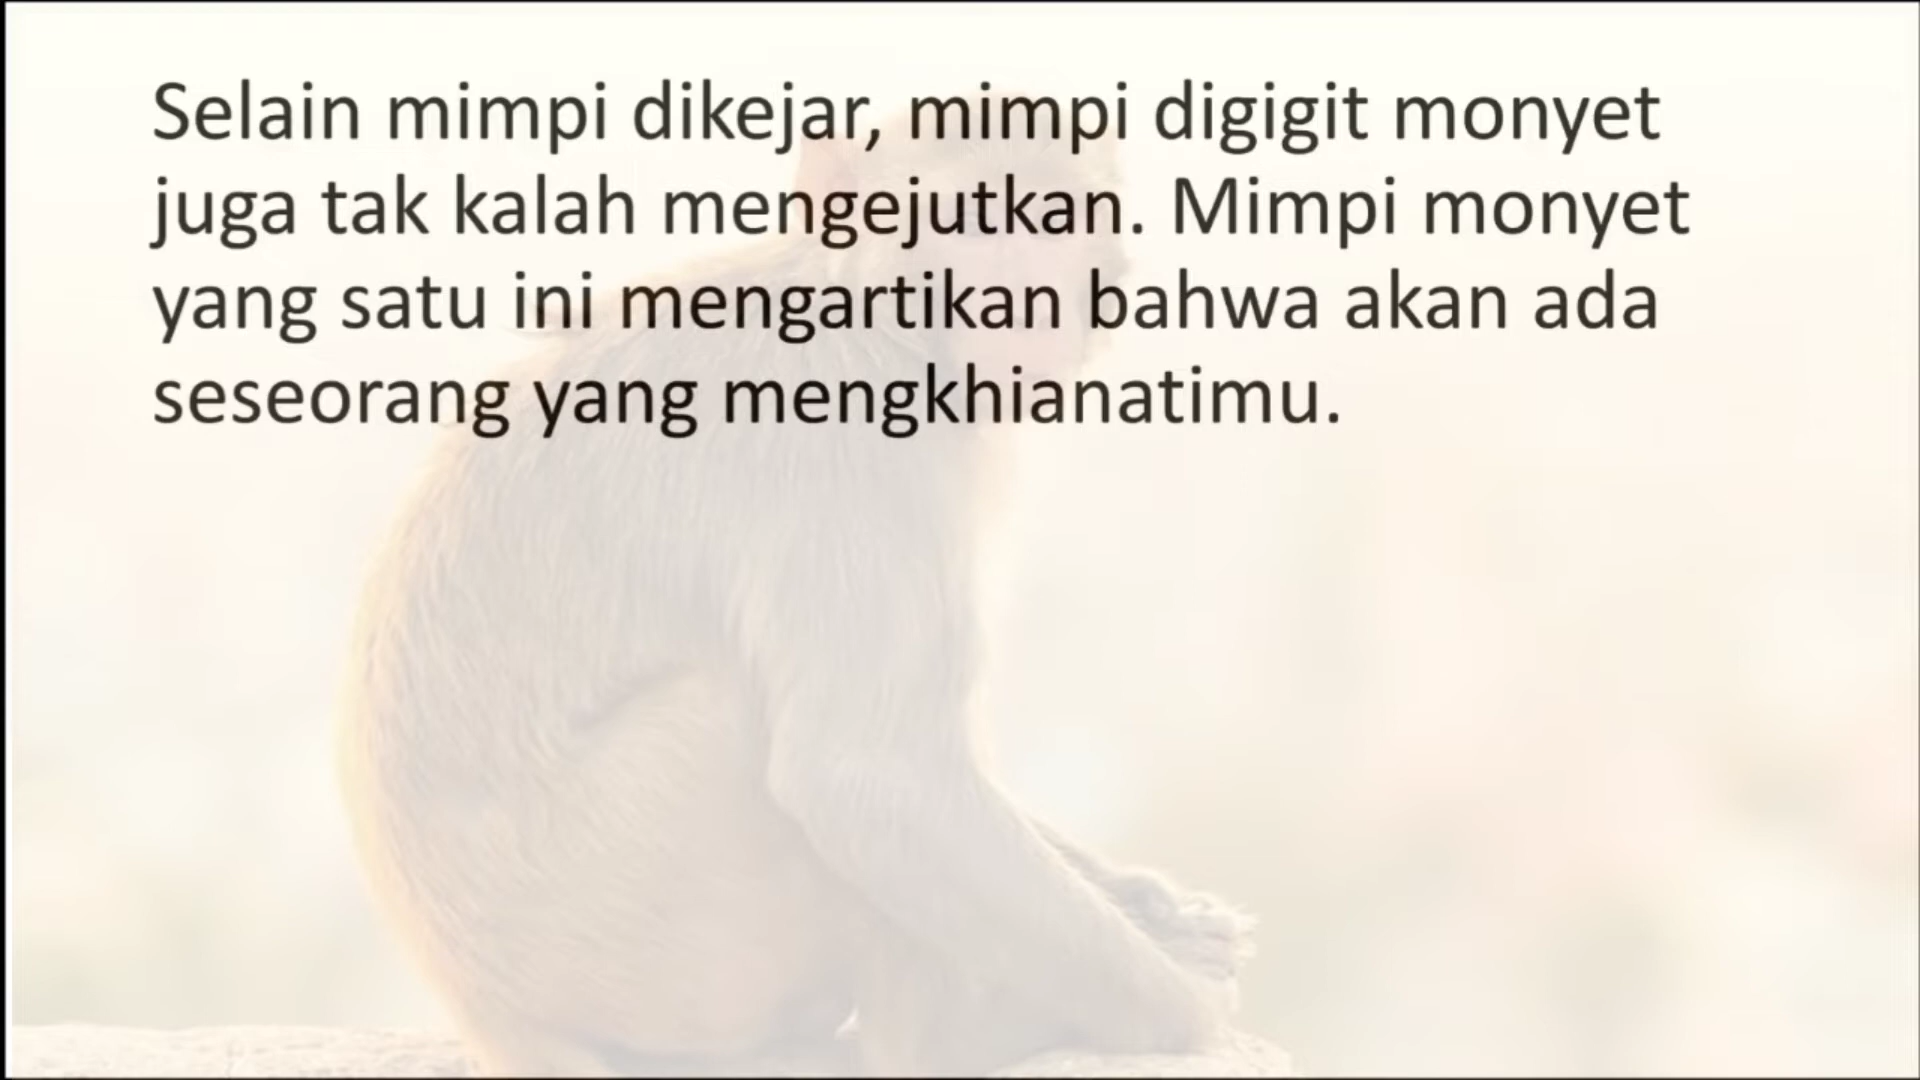 Selain mimpi dikejar, mimpi digigit monyet
juga tak kalah mengejutkan. Mimpi monyet
yang satu ini mengartikan bahwa akan ada
seseorang yang mengkhianatimu.